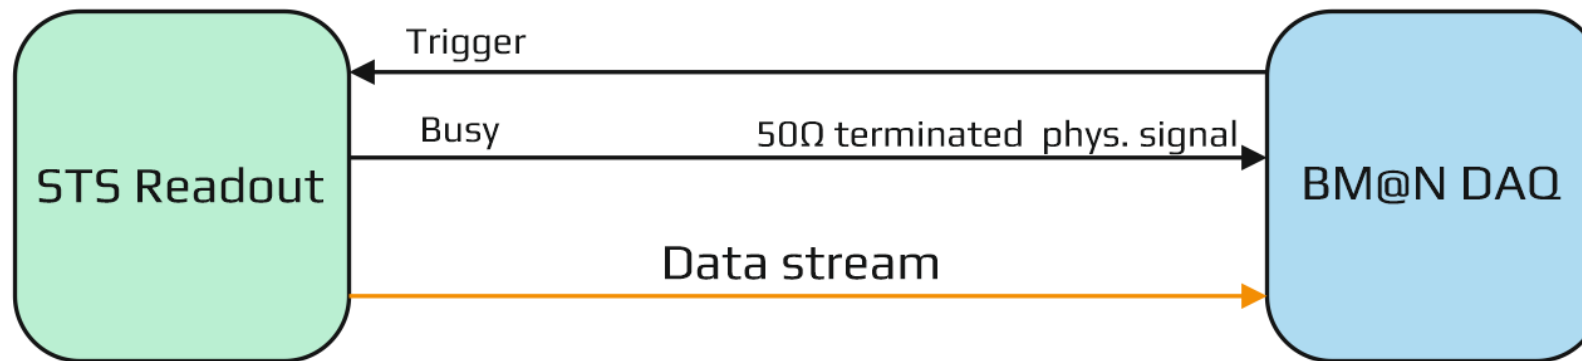 Trigger
Busy
50Ω terminated phys. signal
STS Readout
BM@N DAQ
Data stream